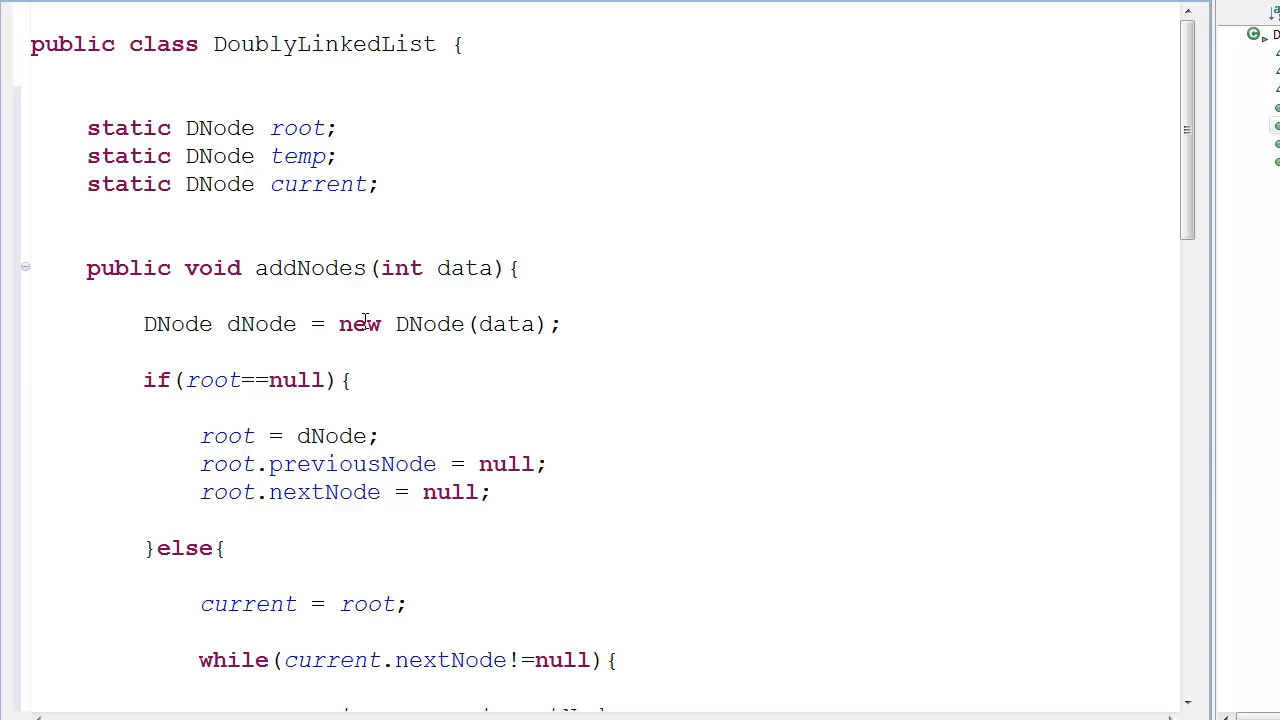 public class DoublyLinkedList {
static DNode root;
static DNode temp;
static DNode current;
public void addNodes(int data){
DNode dNode = new DNode(data);
if(root==null){
root = dNode;
root.previousNode = null;
root.nextNode = null;
}else{
current = root;
while(current.nextNode!=null){